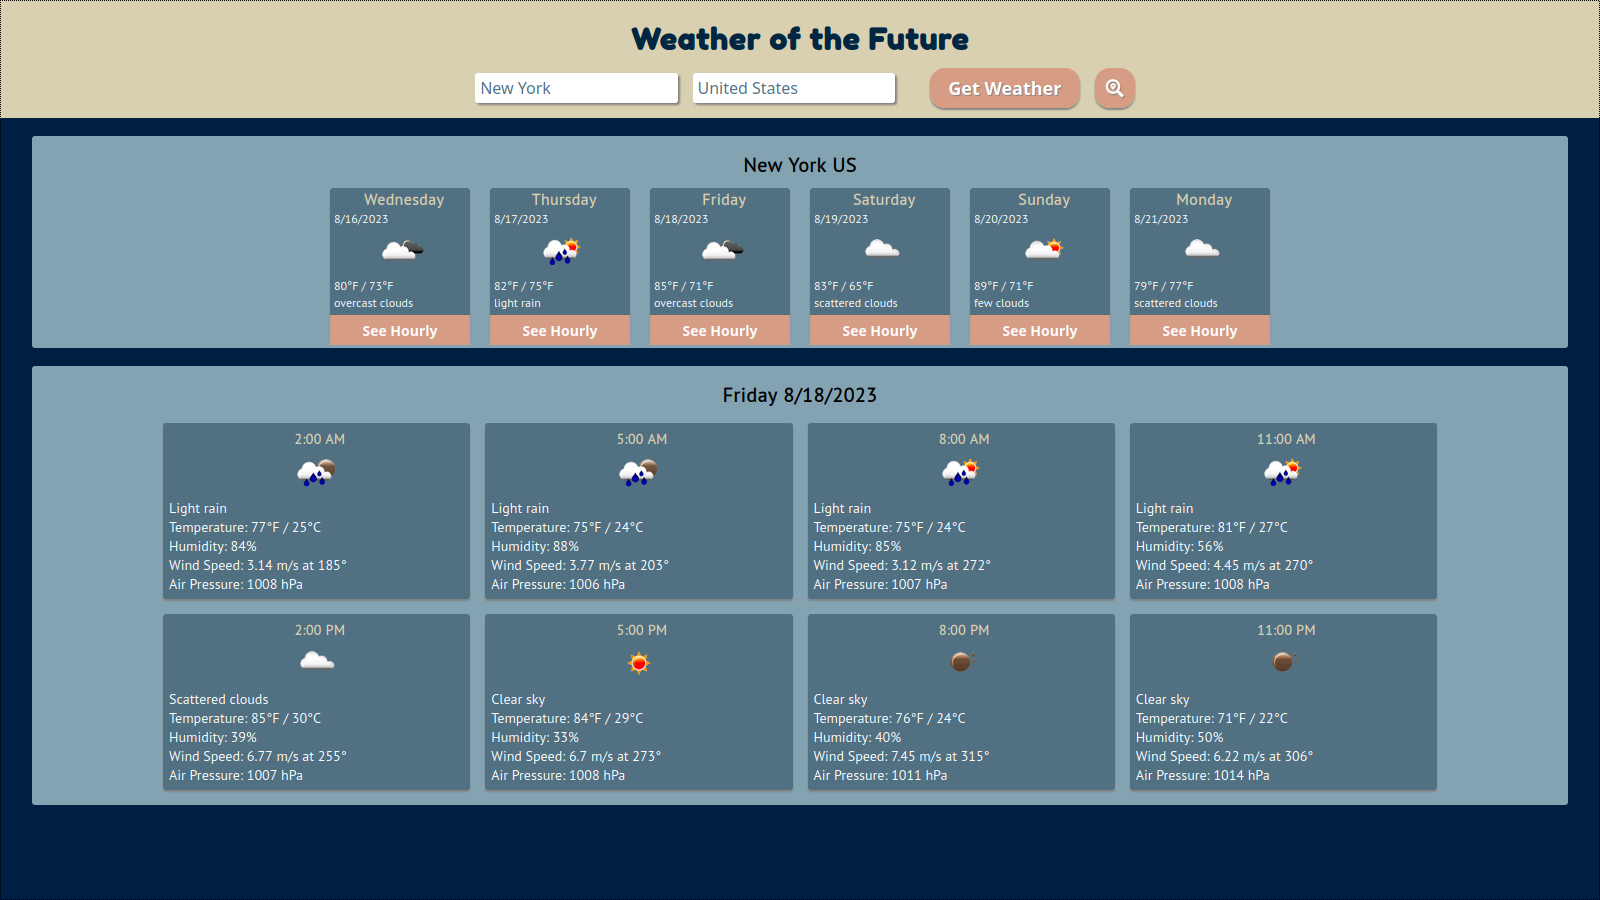 Weather of the Future
New York United States Get Weather
New York US
Wednesday
8/16/2023
80°F / 73°F
overcast clouds
See Hourly
Thursday
8/17/2023
82°F / 75°F
light rain
See Hourly
Friday
8/18/2023
85°F / 71°F
overcast clouds
See Hourly
Saturday
8/19/2023
83°F / 65°F
scattered clouds
See Hourly
Sunday
8/20/2023
89°F / 71°F
few clouds
See Hourly
Monday
8/21/2023
79°F / 77°F
scattered clouds
See Hourly
Friday 8/18/2023
2:00 AM
Light rain
Temperature: 77°F / 25°C
Humidity: 84%
Wind Speed: 3.14 m/s at 185°
Air Pressure: 1008 hPa
5:00 AM
Light rain
Temperature: 75°F / 24°C
Humidity: 88%
Wind Speed: 3.77 m/s at 203°
Air Pressure: 1006 hPa
8:00 AM
Light rain
Temperature: 75°F / 24°C
Humidity: 85%
Wind Speed: 3.12 m/s at 272°
Air Pressure: 1007 hPa
11:00 AM
Light rain
Temperature: 81°F / 27°C
Humidity: 56%
Wind Speed: 4.45 m/s at 270°
Air Pressure: 1008 hPa
2:00 PM
Scattered clouds
Temperature: 85°F / 30°C
Humidity: 39%
Wind Speed: 6.77 m/s at 255°
Air Pressure: 1007 hPa
5:00 PM
Clear sky
Temperature: 84°F / 29°C
Humidity: 33%
Wind Speed: 6.7 m/s at 273°
Air Pressure: 1008 hPa
8:00 PM
Clear sky
Temperature: 76°F / 24°C
Humidity: 40%
Wind Speed: 7.45 m/s at 315°
Air Pressure: 1011 hPa
11:00 PM
Clear sky
Temperature: 71°F / 22°C
Humidity: 50%
Wind Speed: 6.22 m/s at 306°
Air Pressure: 1014 hPa